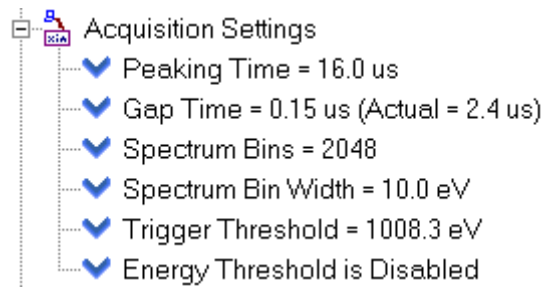 Acquisition Settings
Peaking Time = 16.0 us
Gap Time = 0.15 us (Actual = 2.4 us)
Spectrum Bins = 2048
Spectrum Bin Width = 10.0 eV
Trigger Threshold = 1008.3 eV
Energy Threshold is Disabled